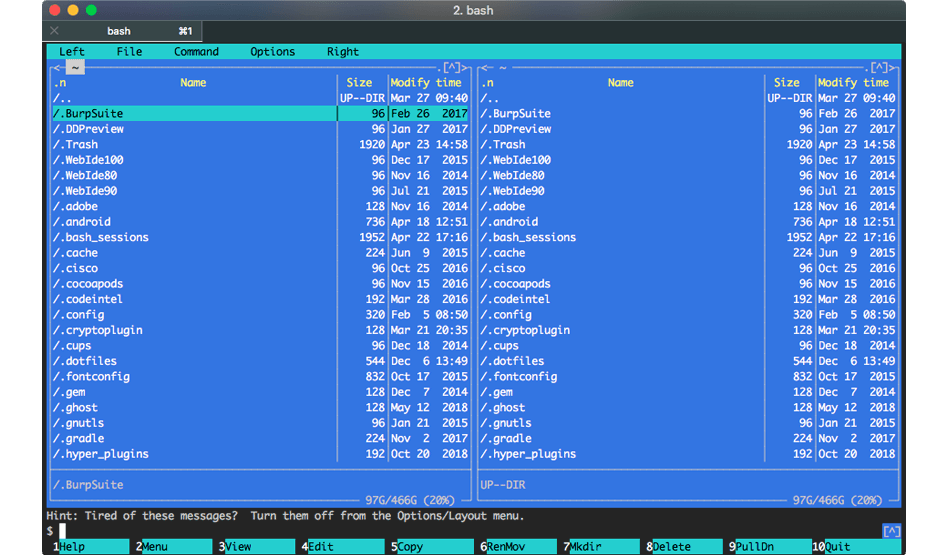 2. bash
bash ⌘1
Left File Command Options Right
<- ~ .[^]> <- ~ .[^]>
.n Name Size Modify time .n Name Size Modify time
/.. UP--DIR Mar 27 09:40 /.. UP--DIR Mar 27 09:40
/.BurpSuite 96 Feb 26 2017 /.BurpSuite 96 Feb 26 2017
/.DDPreview 96 Jan 27 2017 /.DDPreview 96 Jan 27 2017
/.Trash 1920 Apr 23 14:58 /.Trash 1920 Apr 23 14:58
/.WebIde100 96 Dec 17 2015 /.WebIde100 96 Dec 17 2015
/.WebIde80 96 Nov 16 2014 /.WebIde80 96 Nov 16 2014
/.WebIde90 96 Jul 21 2015 /.WebIde90 96 Jul 21 2015
/.adobe 128 Nov 16 2014 /.adobe 128 Nov 16 2014
/.android 736 Apr 18 12:51 /.android 736 Apr 18 12:51
/.bash_sessions 1952 Apr 22 17:16 /.bash_sessions 1952 Apr 22 17:16
/.cache 224 Jun 9 2015 /.cache 224 Jun 9 2015
/.cisco 96 Oct 25 2016 /.cisco 96 Oct 25 2016
/.cocoapods 96 Nov 15 2016 /.cocoapods 96 Nov 15 2016
/.codeintel 192 Mar 28 2016 /.codeintel 192 Mar 28 2016
/.config 320 Feb 5 08:50 /.config 320 Feb 5 08:50
/.cryptoplugin 128 Mar 21 20:35 /.cryptoplugin 128 Mar 21 20:35
/.cups 96 Dec 18 2014 /.cups 96 Dec 18 2014
/.dotfiles 544 Dec 6 13:49 /.dotfiles 544 Dec 6 13:49
/.fontconfig 832 Oct 17 2015 /.fontconfig 832 Oct 17 2015
/.gem 128 Dec 7 2014 /.gem 128 Dec 7 2014
/.ghost 128 May 12 2018 /.ghost 128 May 12 2018
/.gnutls 96 Jan 21 2015 /.gnutls 96 Jan 21 2015
/.gradle 224 Nov 2 2017 /.gradle 224 Nov 2 2017
/.hyper_plugins 192 Oct 20 2018 /.hyper_plugins 192 Oct 20 2018
/.BurpSuite UP--DIR
97G/466G (20%) 97G/466G (20%)
Hint: Tired of these messages? Turn them off from the Options/Layout menu.
$ [^]
1Help 2Menu 3View 4Edit 5Copy 6RenMov 7Mkdir 8Delete 9PullDn 10Quit